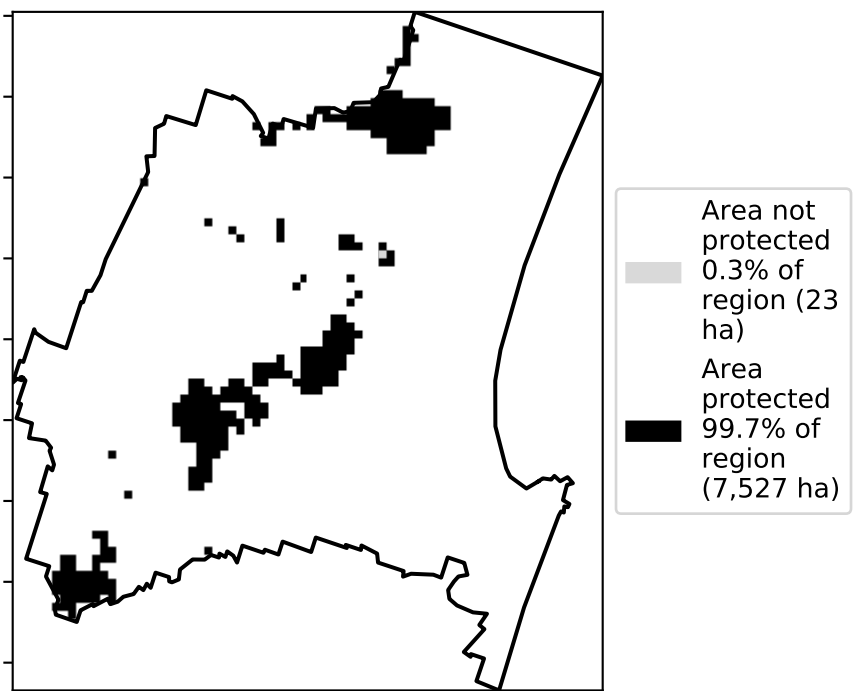 Area not
protected
0.3% of
region (23
ha)
Area
protected
99.7% of
region
(7,527 ha)